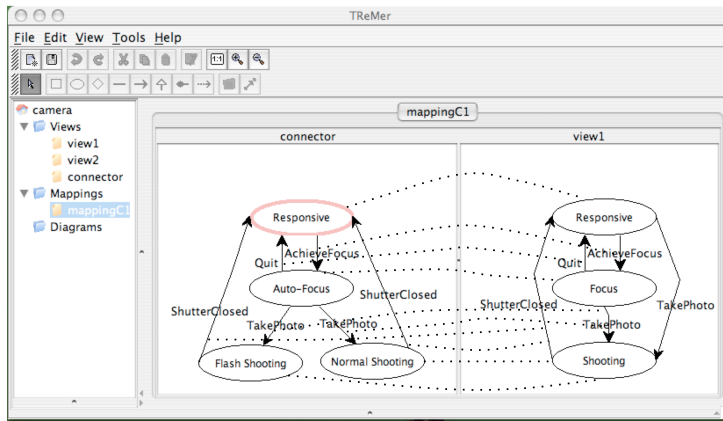 TReMer
File Edit View Tools Help
1:1
camera
Views
view1
view2
connector
Mappings
mappingC1
Diagrams
mappingC1
connector
view1
Responsive
AchieveFocus
Quit
Auto-Focus
ShutterClosed
ShutterClosed
TakePhoto
TakePhoto
Flash Shooting
Normal Shooting
Responsive
AchieveFocus
Quit
Focus
ShutterClosed
TakePhoto
TakePhoto
Shooting